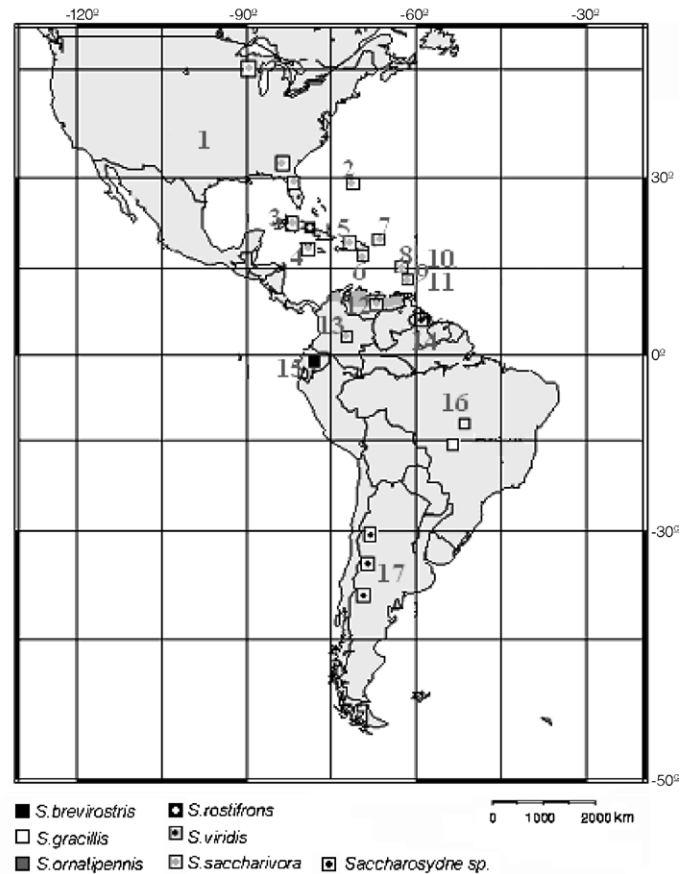 -120º -90º -60º -30º
1
2
30º
3 5 7
4 8 10
6 9 11
12
13 14
15 0º
16
-30º
17
-50º
S.brevirostris S.rostifrons
S.gracillis S.viridis
S.ornatipennis S.saccharivora Saccharosydne sp.
0 1000 2000 km